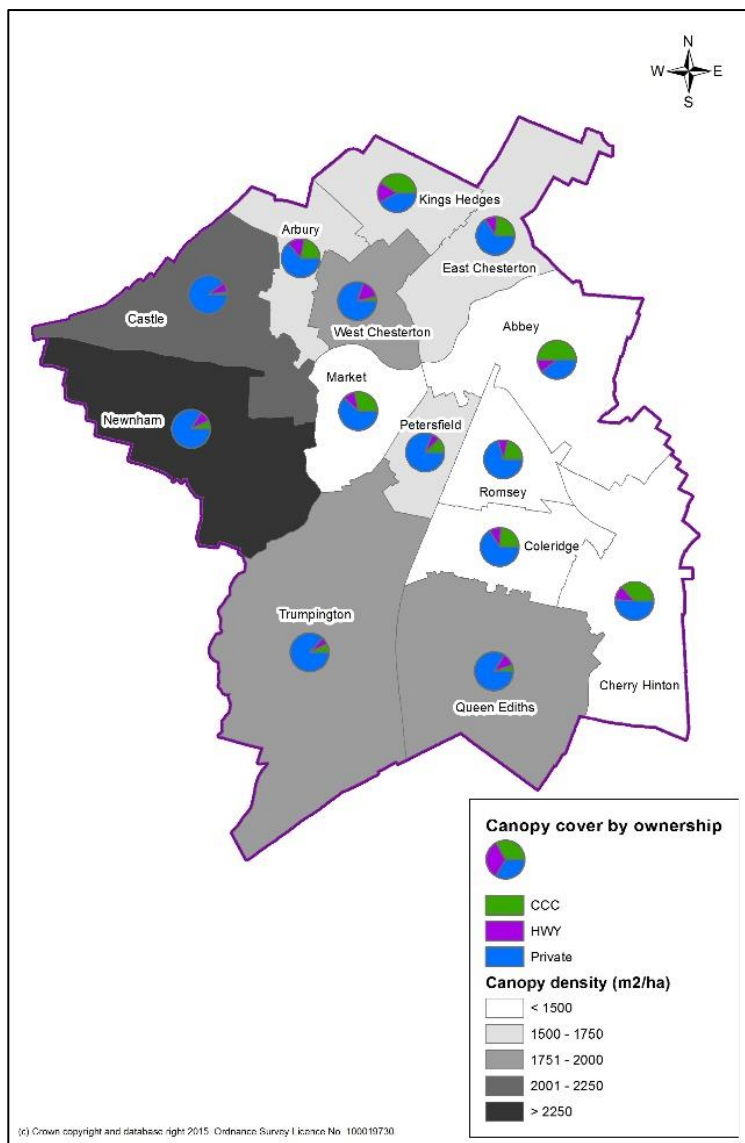 N
W E
S
Kings Hedges
Arbury
East Chesterton
Castle
West Chesterton
Abbey
Market
Newnham
Petersfield
Romsey
Coleridge
Trumpington
Cherry Hinton
Queen Ediths
Canopy cover by ownership
CCC
HWY
Private
Canopy density (m2/ha)
< 1500
1500 - 1750
1751 - 2000
2001 - 2250
> 2250
(c) Crown copyright and database right 2015. Ordnance Survey Licence No. 100019730.